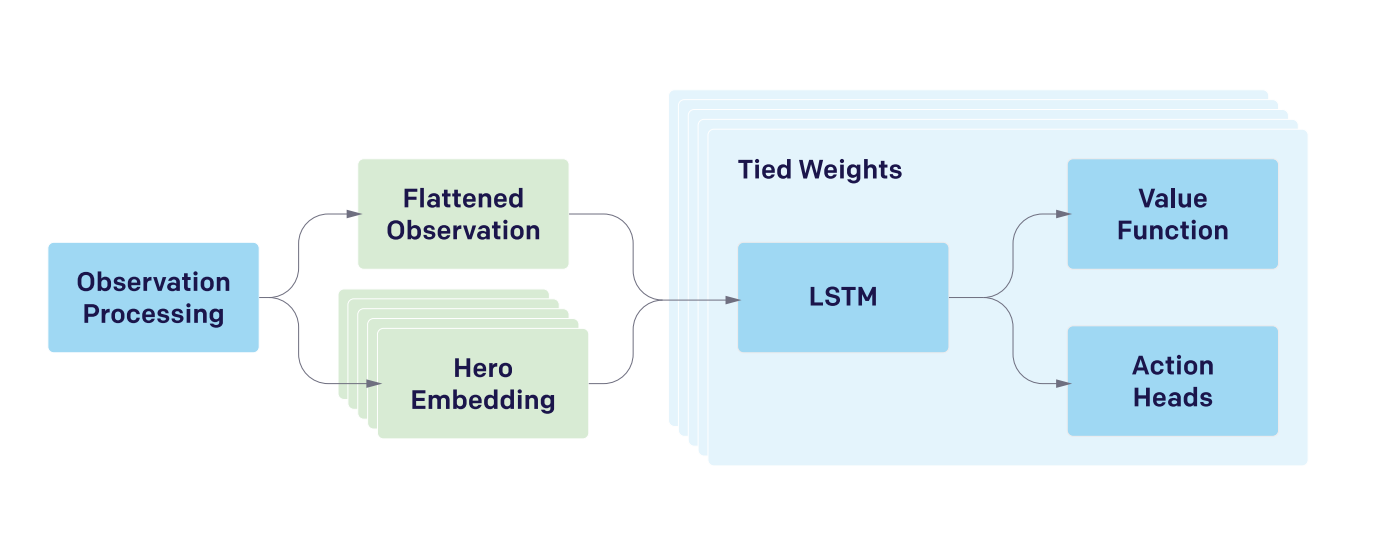 Observation
Processing
Flattened
Observation
Hero
Embedding
Tied Weights
LSTM
Value
Function
Action
Heads